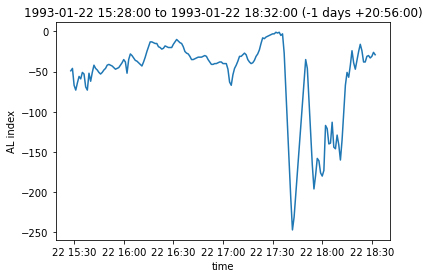 1993-01-22 15:28:00 to 1993-01-22 18:32:00 (-1 days +20:56:00)
0
−50
−100
−150
−200
−250
AL index
22 15:30 22 16:00 22 16:30 22 17:00 22 17:30 22 18:00 22 18:30
time